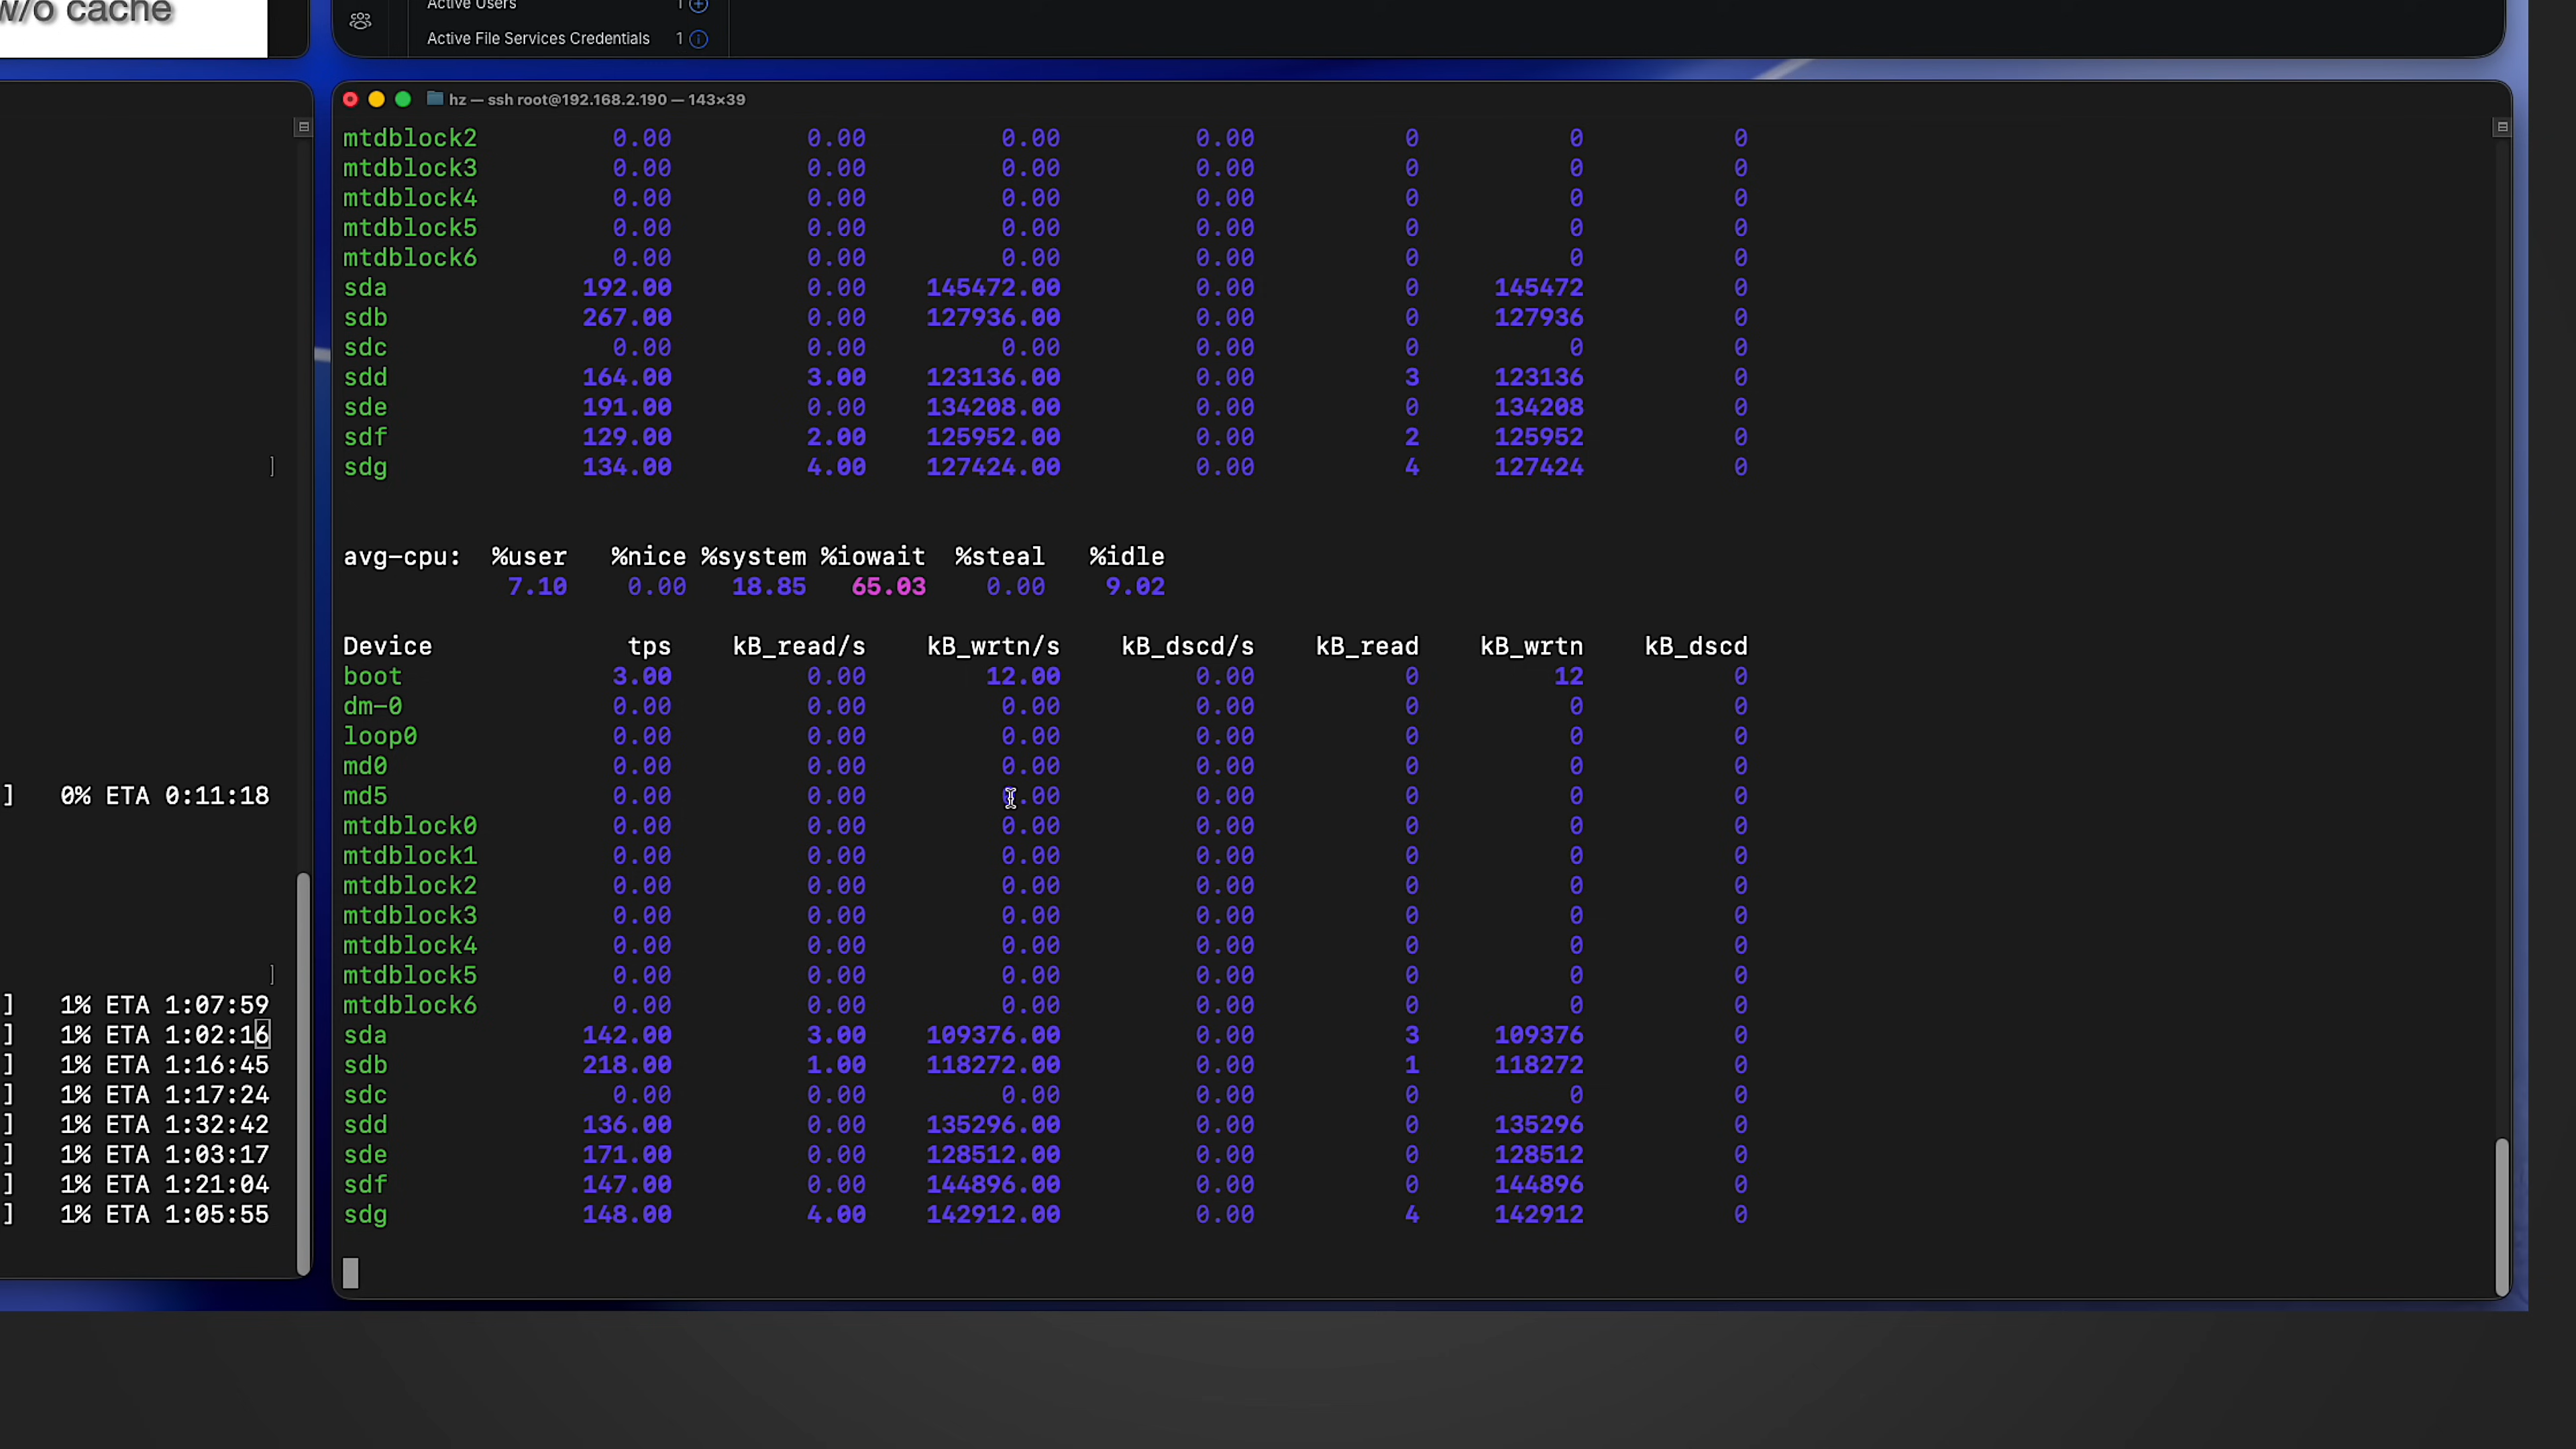 w/o cache
Active Users 1
Active File Services Credentials 1
hz — ssh root@192.168.2.190 — 143×39
mtdblock2 0.00 0.00 0.00 0.00 0 0 0
mtdblock3 0.00 0.00 0.00 0.00 0 0 0
mtdblock4 0.00 0.00 0.00 0.00 0 0 0
mtdblock5 0.00 0.00 0.00 0.00 0 0 0
mtdblock6 0.00 0.00 0.00 0.00 0 0 0
sda 192.00 0.00 145472.00 0.00 0 145472 0
sdb 267.00 0.00 127936.00 0.00 0 127936 0
sdc 0.00 0.00 0.00 0.00 0 0 0
sdd 164.00 3.00 123136.00 0.00 3 123136 0
sde 191.00 0.00 134208.00 0.00 0 134208 0
sdf 129.00 2.00 125952.00 0.00 2 125952 0
] sdg 134.00 4.00 127424.00 0.00 4 127424 0
avg-cpu: %user %nice %system %iowait %steal %idle
7.10 0.00 18.85 65.03 0.00 9.02
Device tps kB_read/s kB_wrtn/s kB_dscd/s kB_read kB_wrtn kB_dscd
boot 3.00 0.00 12.00 0.00 0 12 0
dm-0 0.00 0.00 0.00 0.00 0 0 0
loop0 0.00 0.00 0.00 0.00 0 0 0
md0 0.00 0.00 0.00 0.00 0 0 0
] 0% ETA 0:11:18 md5 0.00 0.00 0.00 0.00 0 0 0
mtdblock0 0.00 0.00 0.00 0.00 0 0 0
mtdblock1 0.00 0.00 0.00 0.00 0 0 0
mtdblock2 0.00 0.00 0.00 0.00 0 0 0
mtdblock3 0.00 0.00 0.00 0.00 0 0 0
mtdblock4 0.00 0.00 0.00 0.00 0 0 0
] mtdblock5 0.00 0.00 0.00 0.00 0 0 0
] 1% ETA 1:07:59 mtdblock6 0.00 0.00 0.00 0.00 0 0 0
] 1% ETA 1:02:16 sda 142.00 3.00 109376.00 0.00 3 109376 0
] 1% ETA 1:16:45 sdb 218.00 1.00 118272.00 0.00 1 118272 0
] 1% ETA 1:17:24 sdc 0.00 0.00 0.00 0.00 0 0 0
] 1% ETA 1:32:42 sdd 136.00 0.00 135296.00 0.00 0 135296 0
] 1% ETA 1:03:17 sde 171.00 0.00 128512.00 0.00 0 128512 0
] 1% ETA 1:21:04 sdf 147.00 0.00 144896.00 0.00 0 144896 0
] 1% ETA 1:05:55 sdg 148.00 4.00 142912.00 0.00 4 142912 0